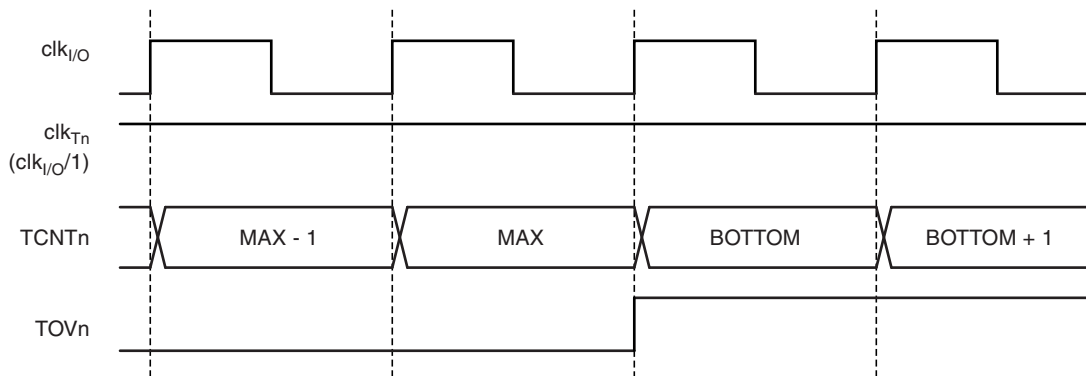 clkI/O
clkTn
(clkI/O/1)
TCNTn
MAX - 1
MAX
BOTTOM
BOTTOM + 1
TOVn